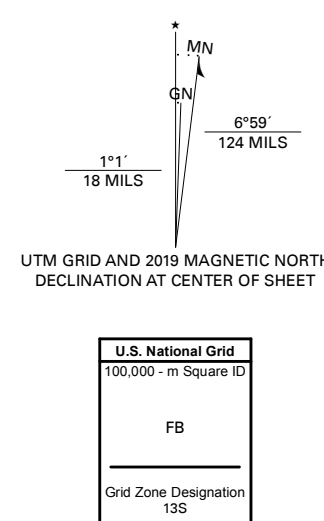 ★
MN
GN
6°59´
124 MILS
1°1´
18 MILS
UTM GRID AND 2019 MAGNETIC NORTH
DECLINATION AT CENTER OF SHEET
U.S. National Grid
100,000 - m Square ID
FB
Grid Zone Designation
13S